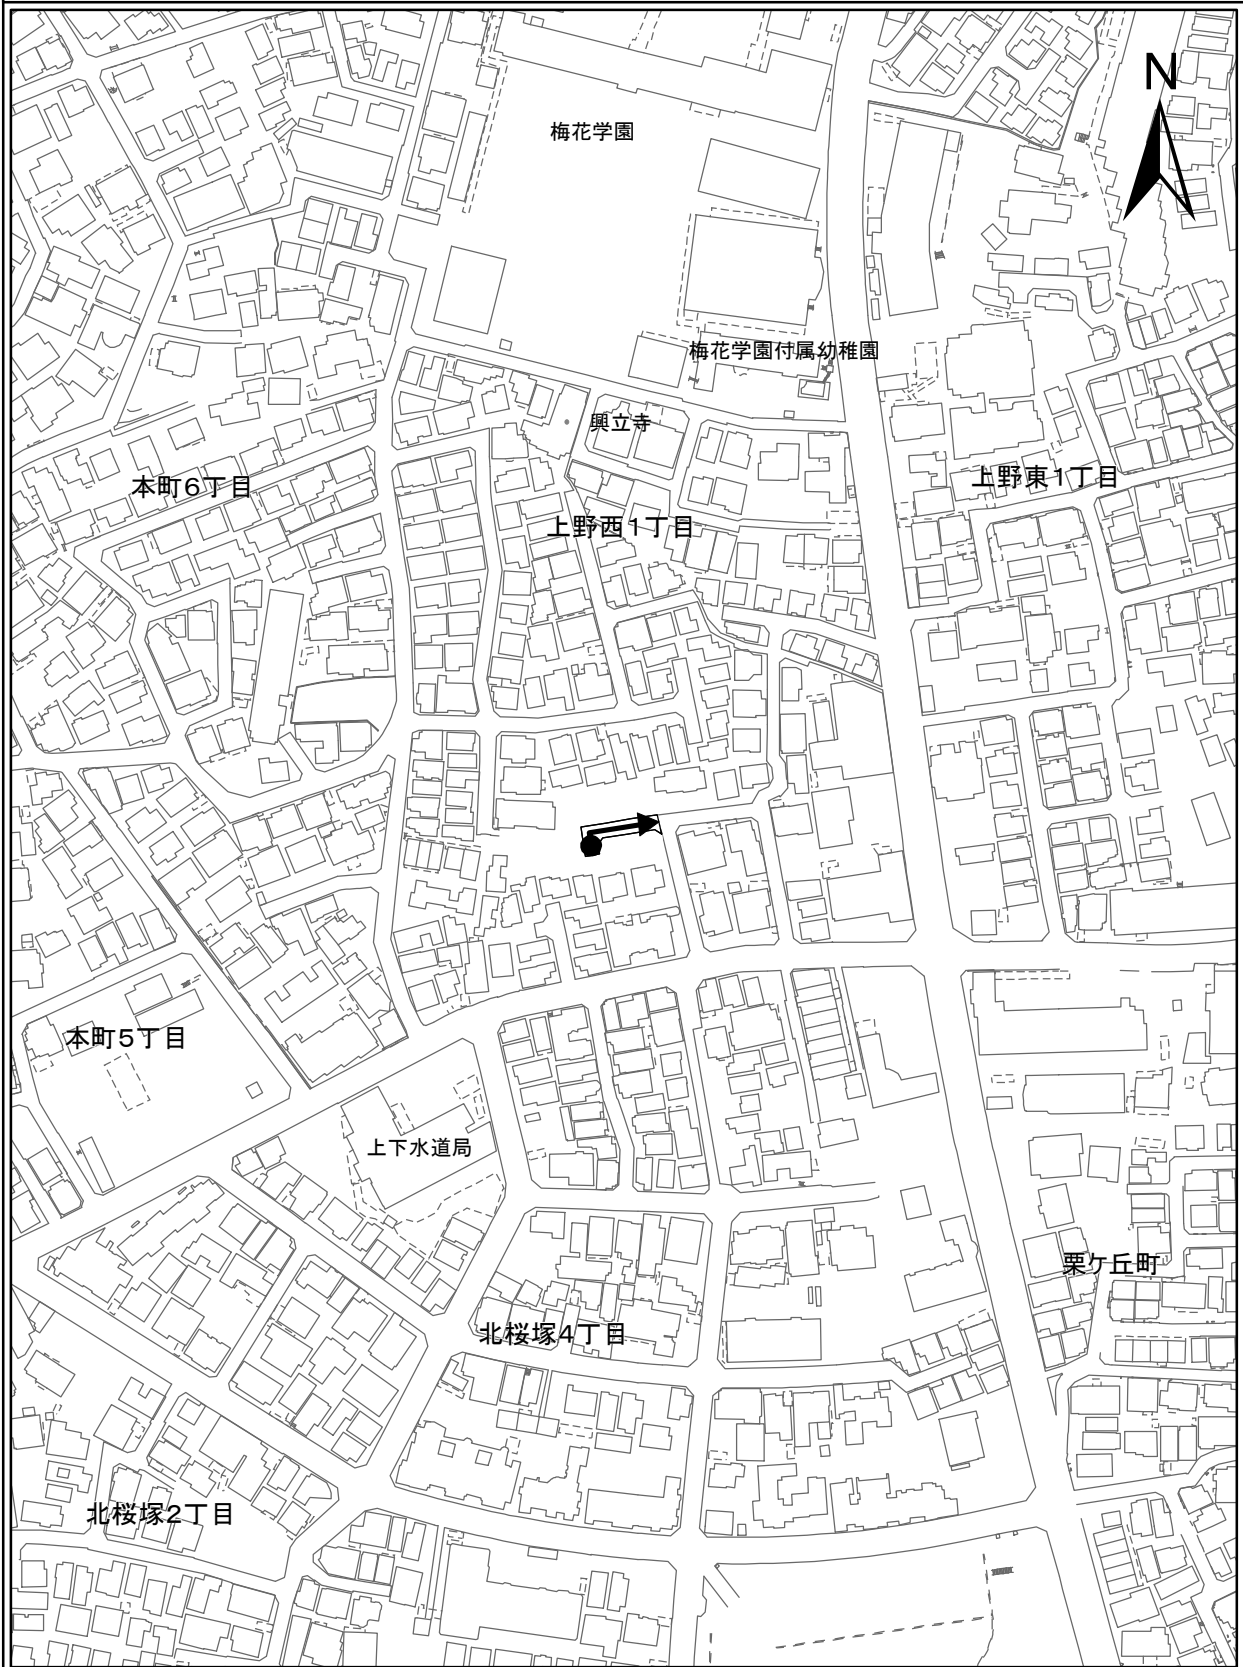 N
梅花学園
梅花学園付属幼稚園
興立寺
本町6丁目
上野東1丁目
上野西1丁目
本町5丁目
上下水道局
栗ケ丘町
北桜塚4丁目
北桜塚2丁目